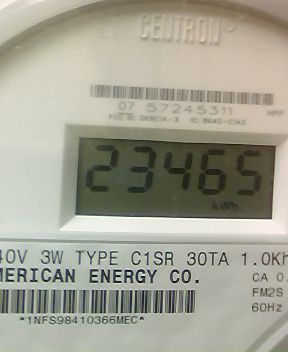 CENTRON®
07 57245311
23465
kWh
40V 3W TYPE C1SR 30TA 1.0Kh
MERICAN ENERGY CO.
CA 0.
FM2S
60Hz
*1NFS98410366MEC*